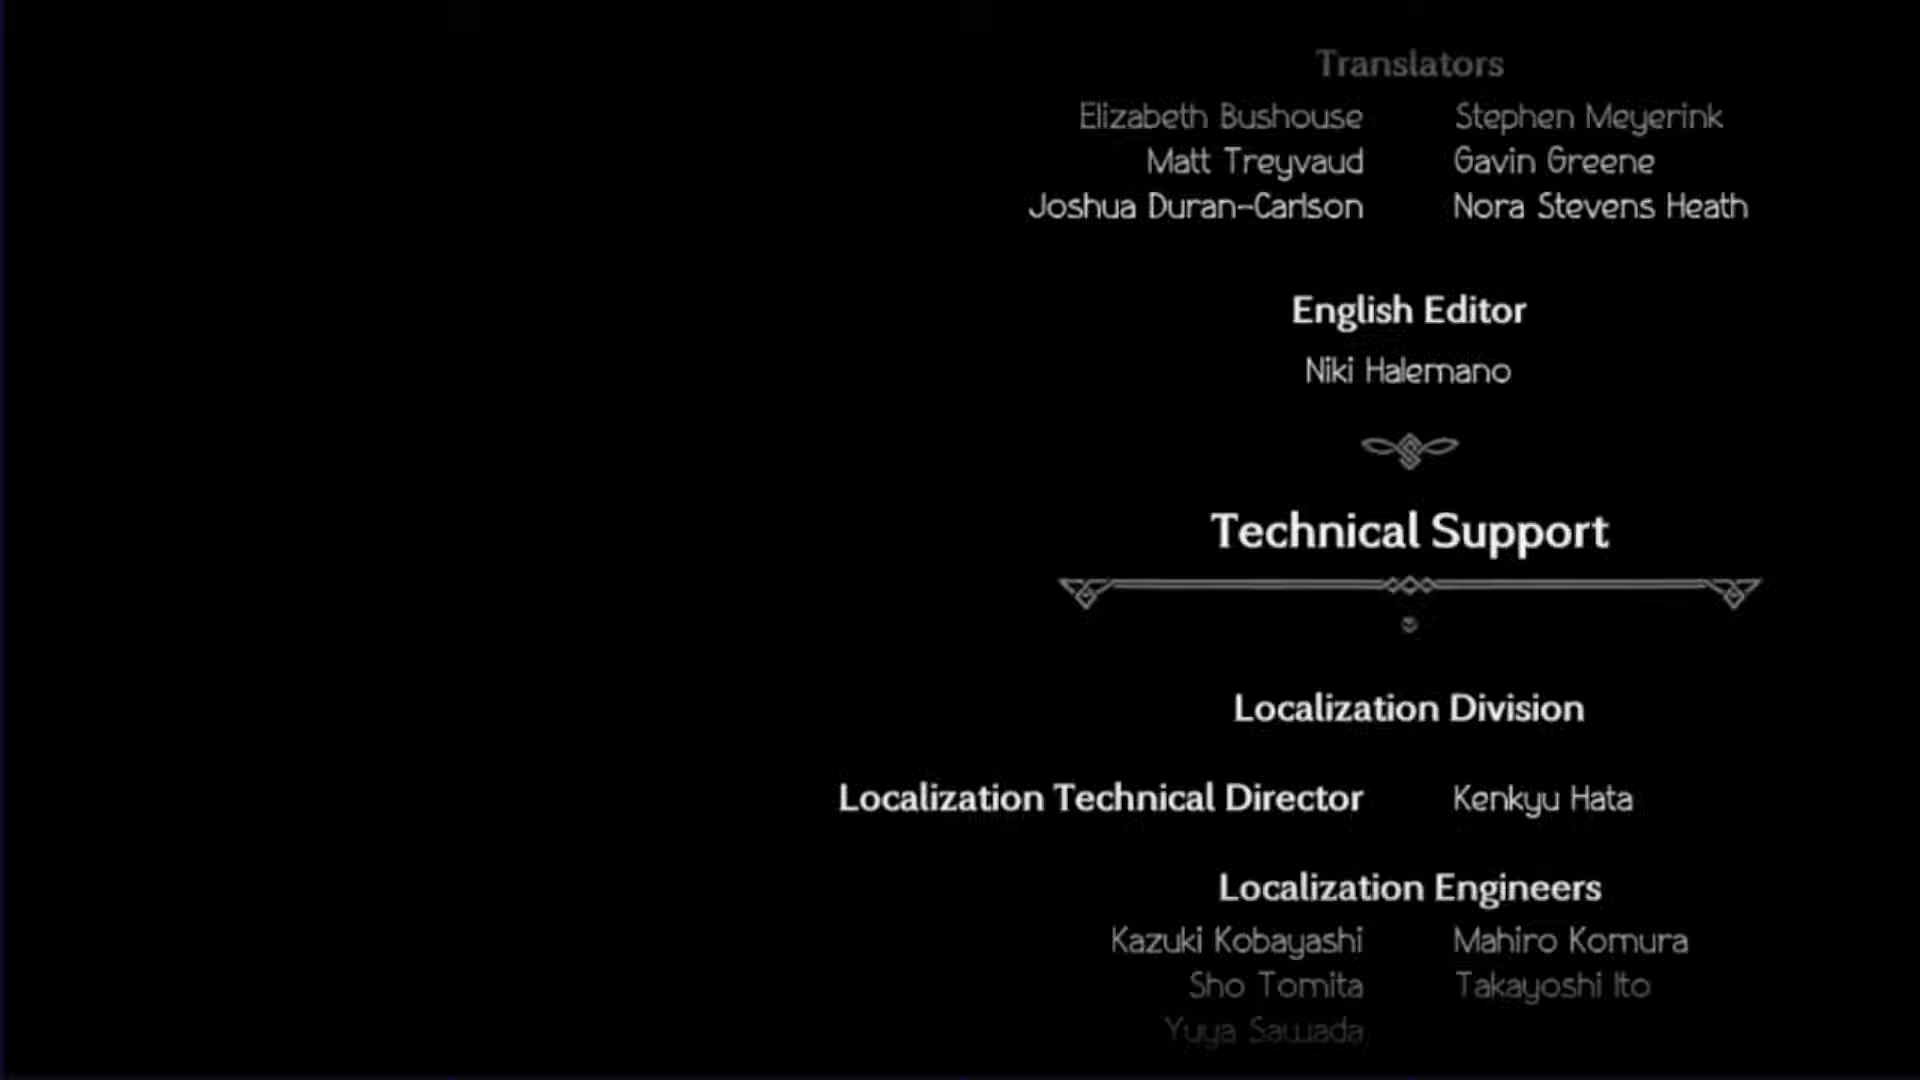 Translators
Elizabeth Bushouse Stephen Meyerink
Matt Treyvaud Gavin Greene
Joshua Duran-Carlson Nora Stevens Heath
English Editor
Niki Halemano
Technical Support
Localization Division
Localization Technical Director Kenkyu Hata
Localization Engineers
Kazuki Kobayashi Mahiro Komura
Sho Tomita Takayoshi Ito
Yuya Sawada